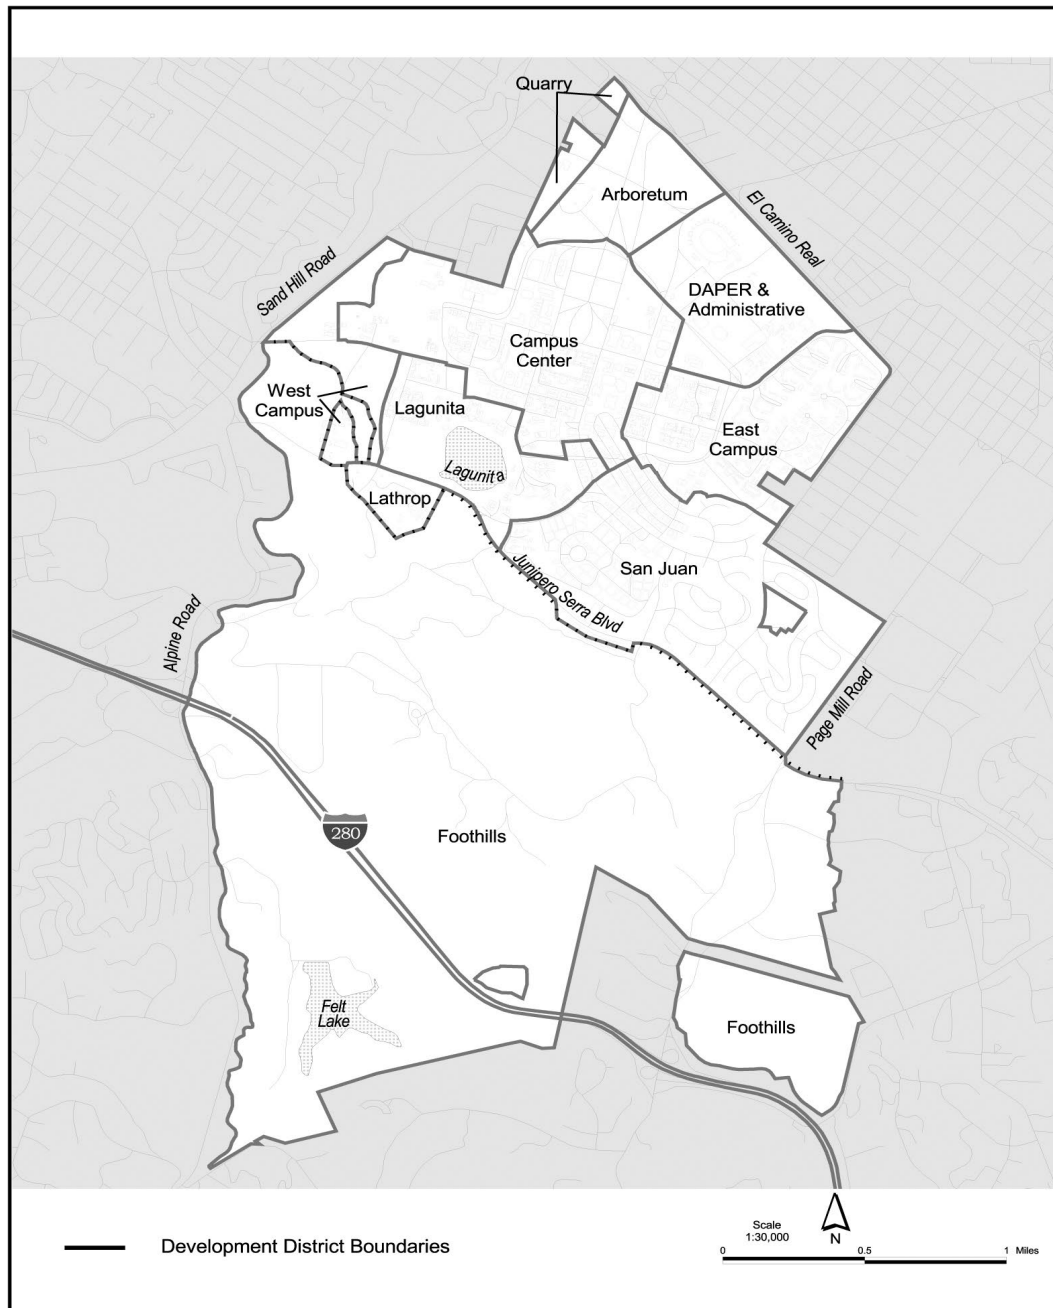 Quarry
Arboretum
El Camino Real
Sand Hill Road
DAPER &
Administrative
Campus
Center
West
Campus
Lagunita
East
Campus
Lagunita
Lathrop
San Juan
Junipero Serra Blvd
Alpine Road
Page Mill Road
280
Foothills
Felt
Lake
Foothills
Development District Boundaries
Scale
1:30,000
N
0 0.5 1 Miles